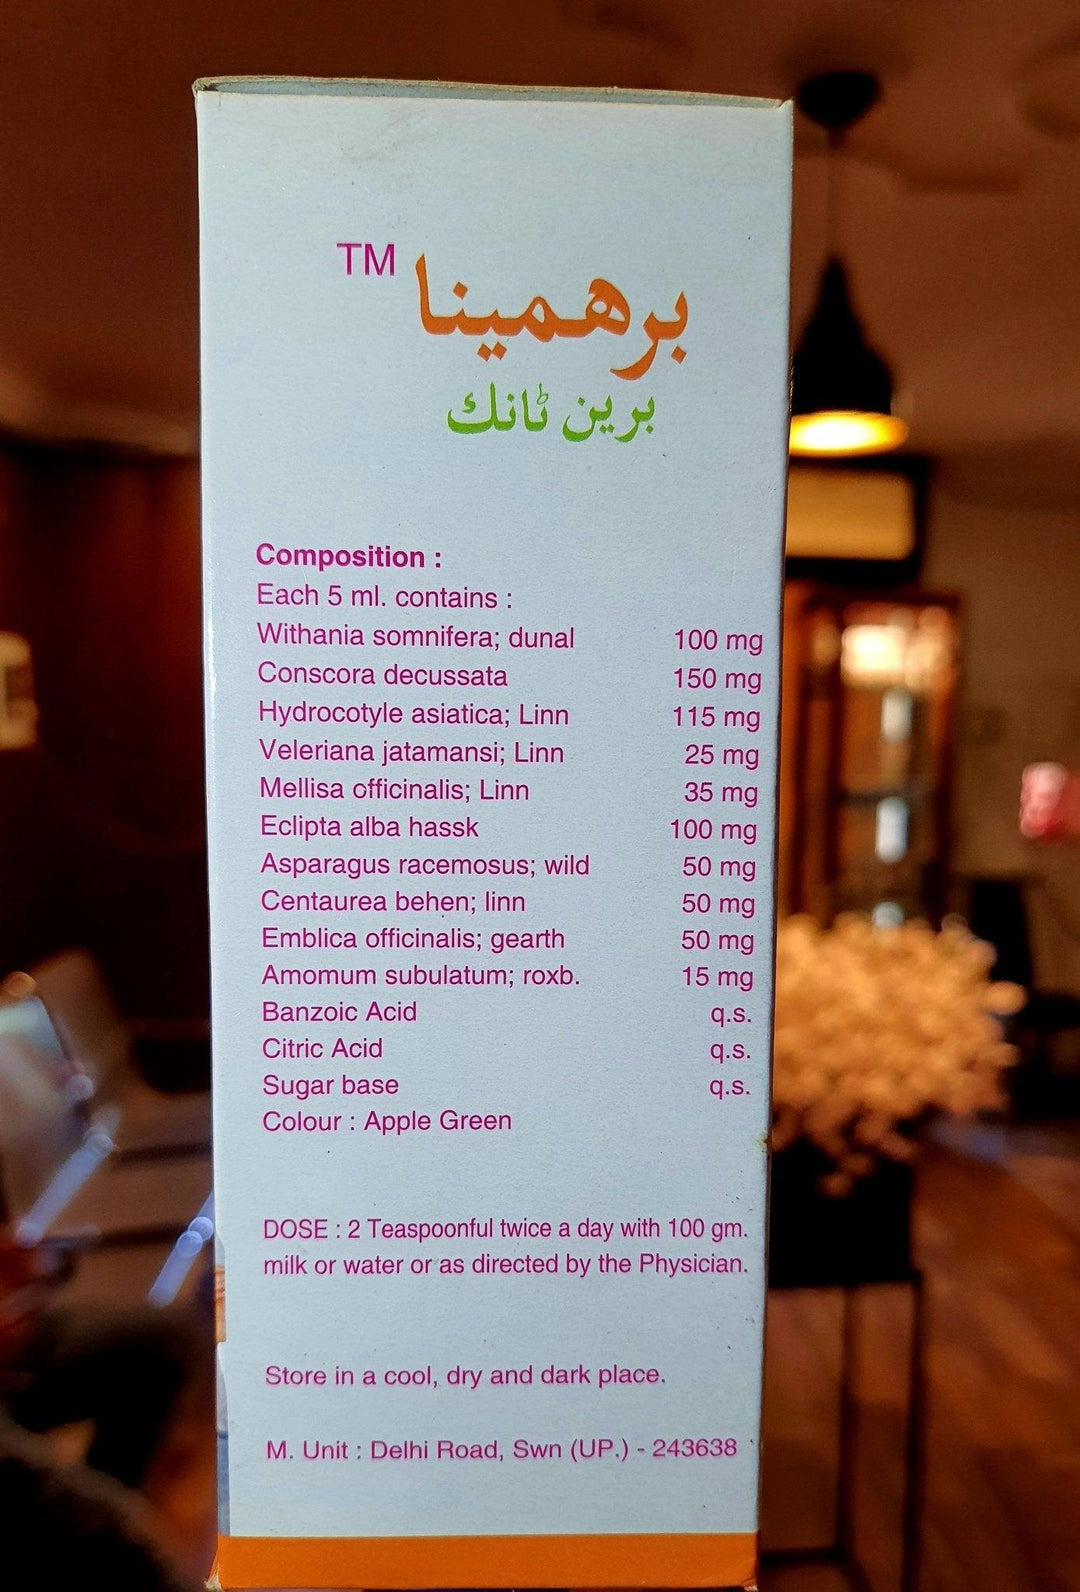 برهمینا TM
برین ٹانك
Composition :
Each 5 ml. contains :
Withania somnifera; dunal 100 mg
Conscora decussata 150 mg
Hydrocotyle asiatica; Linn 115 mg
Veleriana jatamansi; Linn 25 mg
Mellisa officinalis; Linn 35 mg
Eclipta alba hassk 100 mg
Asparagus racemosus; wild 50 mg
Centaurea behen; linn 50 mg
Emblica officinalis; gearth 50 mg
Amomum subulatum; roxb. 15 mg
Banzoic Acid q.s.
Citric Acid q.s.
Sugar base q.s.
Colour : Apple Green
DOSE : 2 Teaspoonful twice a day with 100 gm.
milk or water or as directed by the Physician.
Store in a cool, dry and dark place.
M. Unit : Delhi Road, Swn (UP.) - 243638